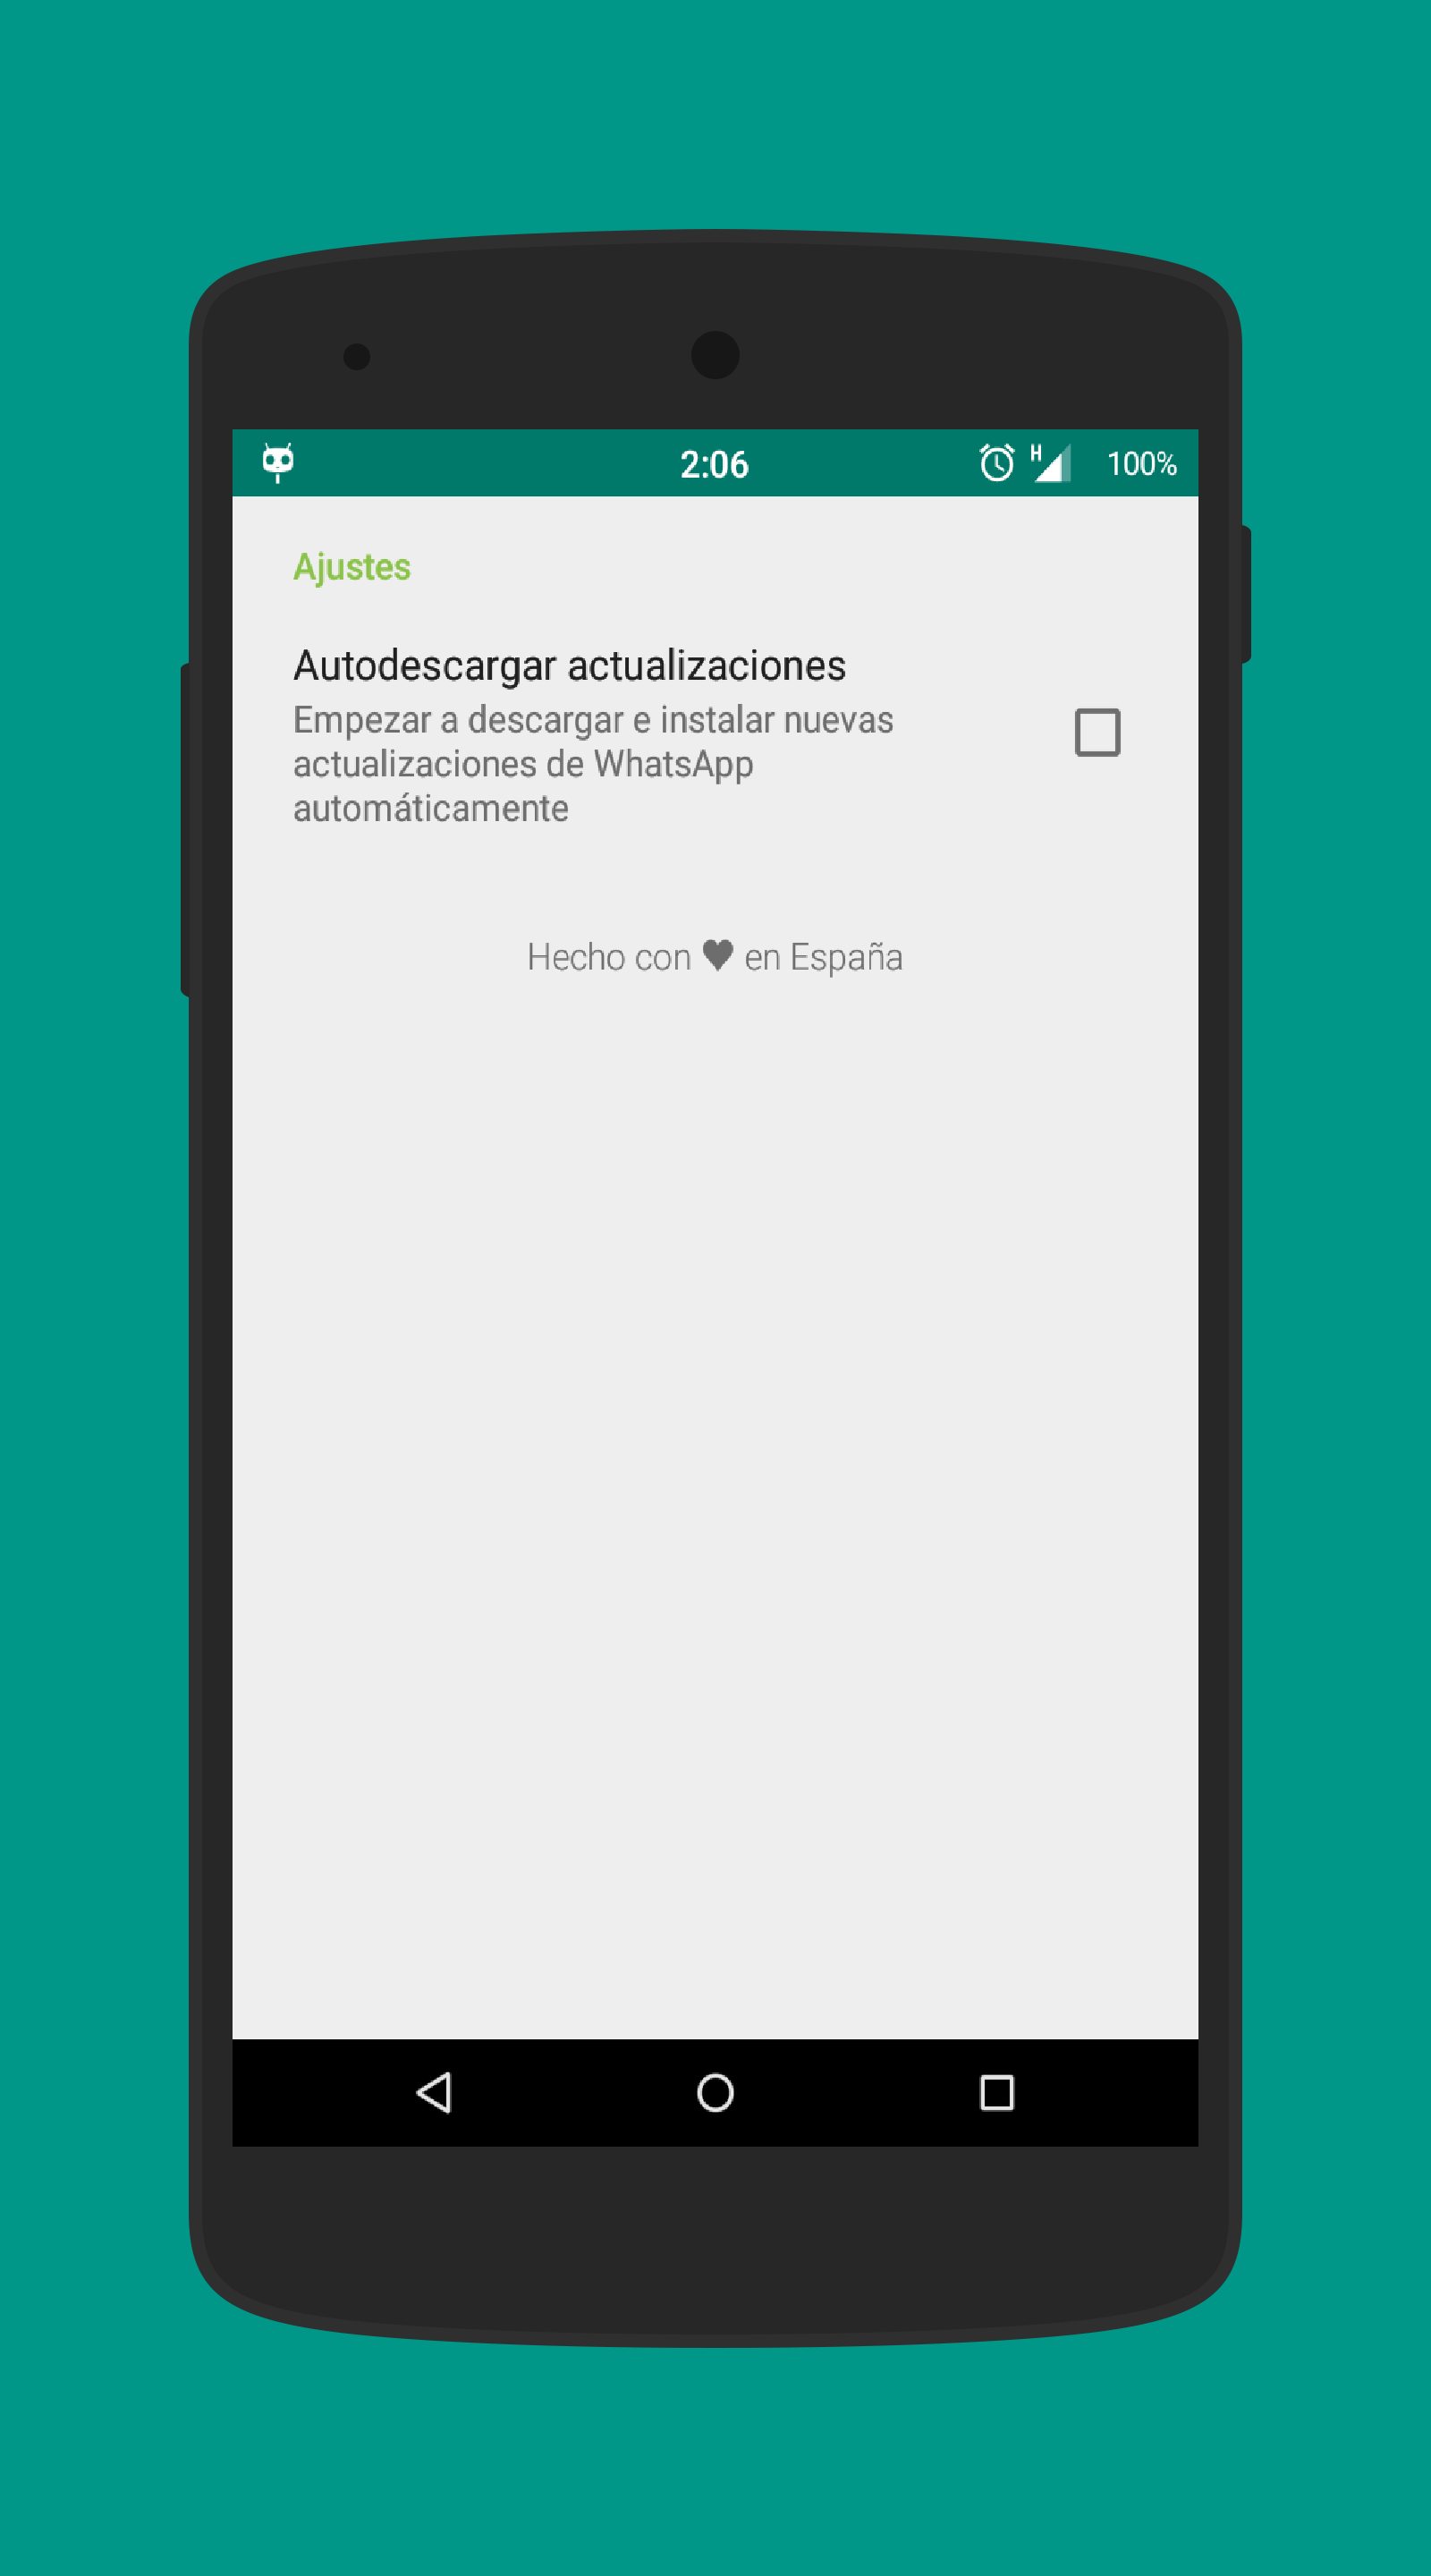 2:06
H
100%
Ajustes
Autodescargar actualizaciones
Empezar a descargar e instalar nuevas
actualizaciones de WhatsApp
automáticamente
Hecho con ♥ en España